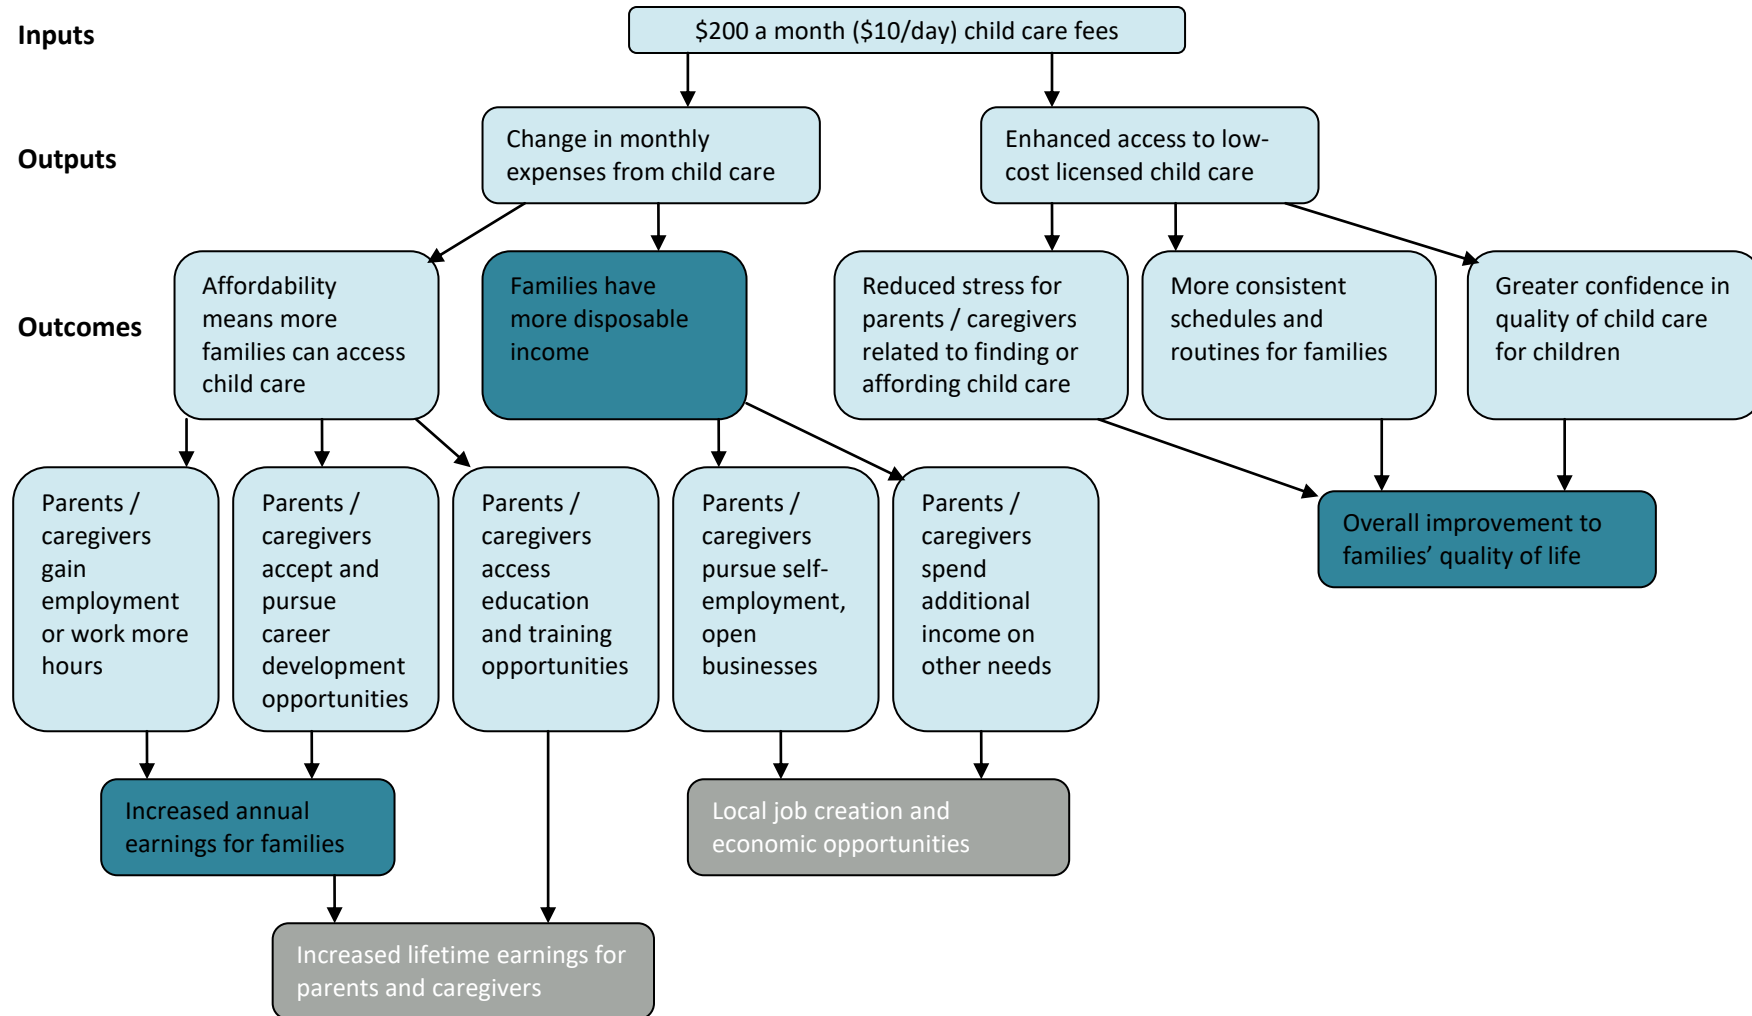 Inputs
$200 a month ($10/day) child care fees
Outputs
Change in monthly
expenses from child care
Enhanced access to low-
cost licensed child care
Outcomes
Affordability
means more
families can access
child care
Families have
more disposable
income
Reduced stress for
parents / caregivers
related to finding or
affording child care
More consistent
schedules and
routines for families
Greater confidence in
quality of child care
for children
Parents /
caregivers
gain
employment
or work more
hours
Parents /
caregivers
accept and
pursue
career
development
opportunities
Parents /
caregivers
access
education
and training
opportunities
Parents /
caregivers
pursue self-
employment,
open
businesses
Parents /
caregivers
spend
additional
income on
other needs
Overall improvement to
families’ quality of life
Increased annual
earnings for families
Local job creation and
economic opportunities
Increased lifetime earnings for
parents and caregivers